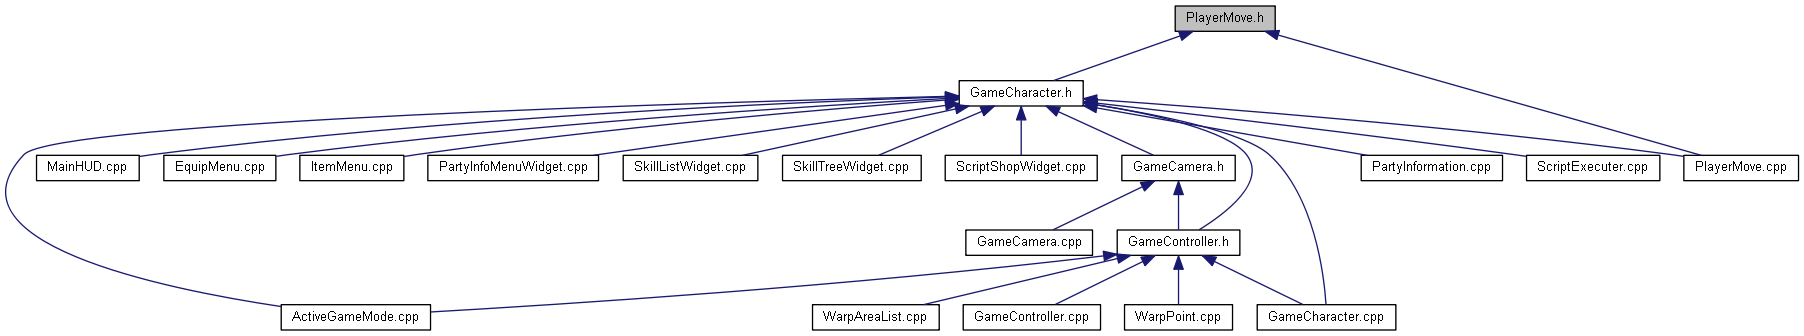 PlayerMove.h
GameCharacter.h
MainHUD.cpp
EquipMenu.cpp
ItemMenu.cpp
PartyInfoMenuWidget.cpp
SkillListWidget.cpp
SkillTreeWidget.cpp
ScriptShopWidget.cpp
GameCamera.h
PartyInformation.cpp
ScriptExecuter.cpp
PlayerMove.cpp
GameCamera.cpp
GameController.h
ActiveGameMode.cpp
WarpAreaList.cpp
GameController.cpp
WarpPoint.cpp
GameCharacter.cpp